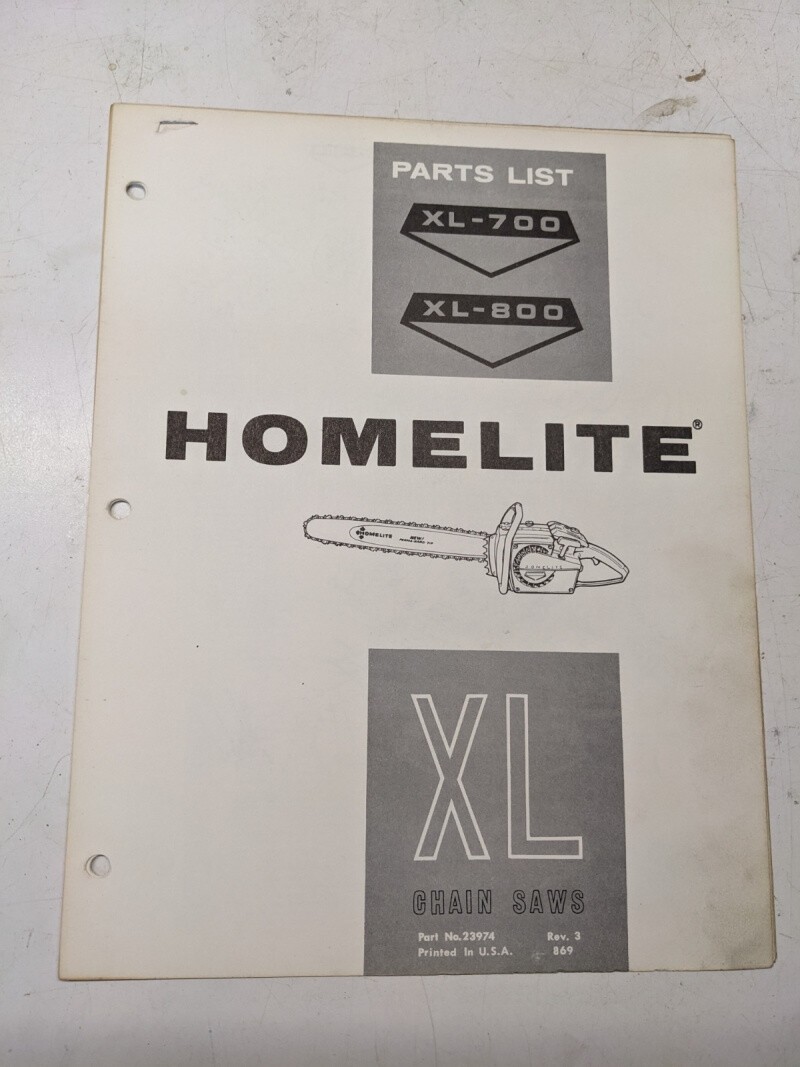 PARTS LIST
XL-700
XL-800
HOMELITE®
HOMELITE NEW!
HOMELITE
XL
CHAIN SAWS
Part No.23974 Rev. 3
Printed In U.S.A. 869